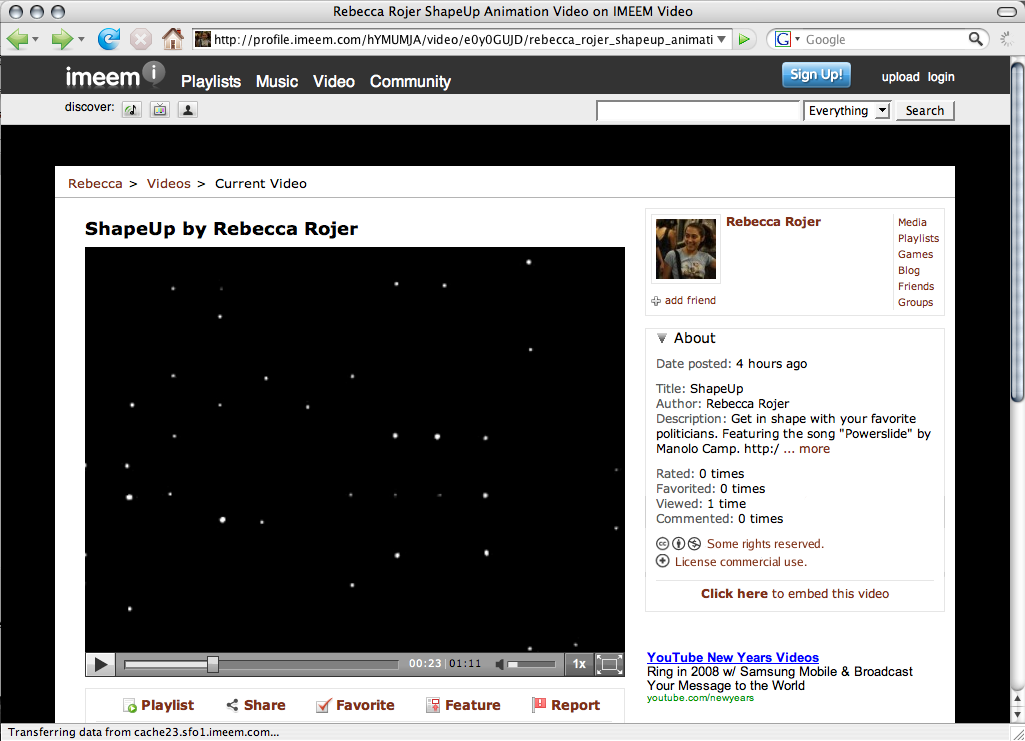 Rebecca Rojer ShapeUp Animation Video on IMEEM Video
http://profile.imeem.com/hYMUMJA/video/e0y0GUJD/rebecca_rojer_shapeup_animati
G Google
imeem i Playlists Music Video Community Sign Up! upload login
discover: Everything Search
Rebecca > Videos > Current Video
ShapeUp by Rebecca Rojer
Rebecca Rojer
Media
Playlists
Games
Blog
Friends
Groups
add friend
About
Date posted: 4 hours ago
Title: ShapeUp
Author: Rebecca Rojer
Description: Get in shape with your favorite
politicians. Featuring the song "Powerslide" by
Manolo Camp. http:/ ... more
Rated: 0 times
Favorited: 0 times
Viewed: 1 time
Commented: 0 times
cc Some rights reserved.
License commercial use.
Click here to embed this video
00:23 | 01:11 1x
Playlist Share Favorite Feature Report
YouTube New Years Videos
Ring in 2008 w/ Samsung Mobile & Broadcast
Your Message to the World
youtube.com/newyears
Transferring data from cache23.sfo1.imeem.com...